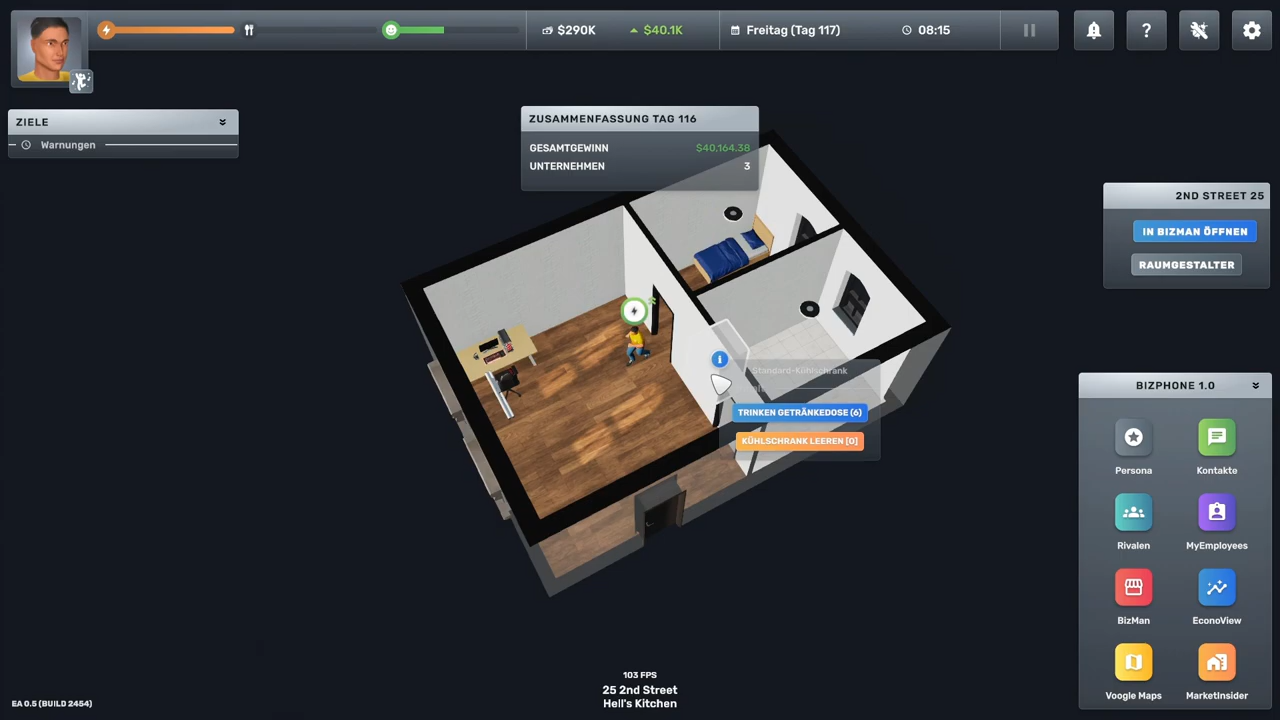 $290K
$40.1K
Freitag (Tag 117)
08:15
ZIELE
Warnungen
ZUSAMMENFASSUNG TAG 116
GESAMTGEWINN
$40,164.38
UNTERNEHMEN
3
2ND STREET 25
IN BIZMAN ÖFFNEN
RAUMGESTALTER
Standard-Kühlschrank
TRINKEN GETRÄNKEDOSE (6)
KÜHLSCHRANK LEEREN [0]
BIZPHONE 1.0
Persona
Kontakte
Rivalen
MyEmployees
BizMan
EconoView
Voogle Maps
MarketInsider
103 FPS
25 2nd Street
Hell's Kitchen
EA 0.5 (BUILD 2454)